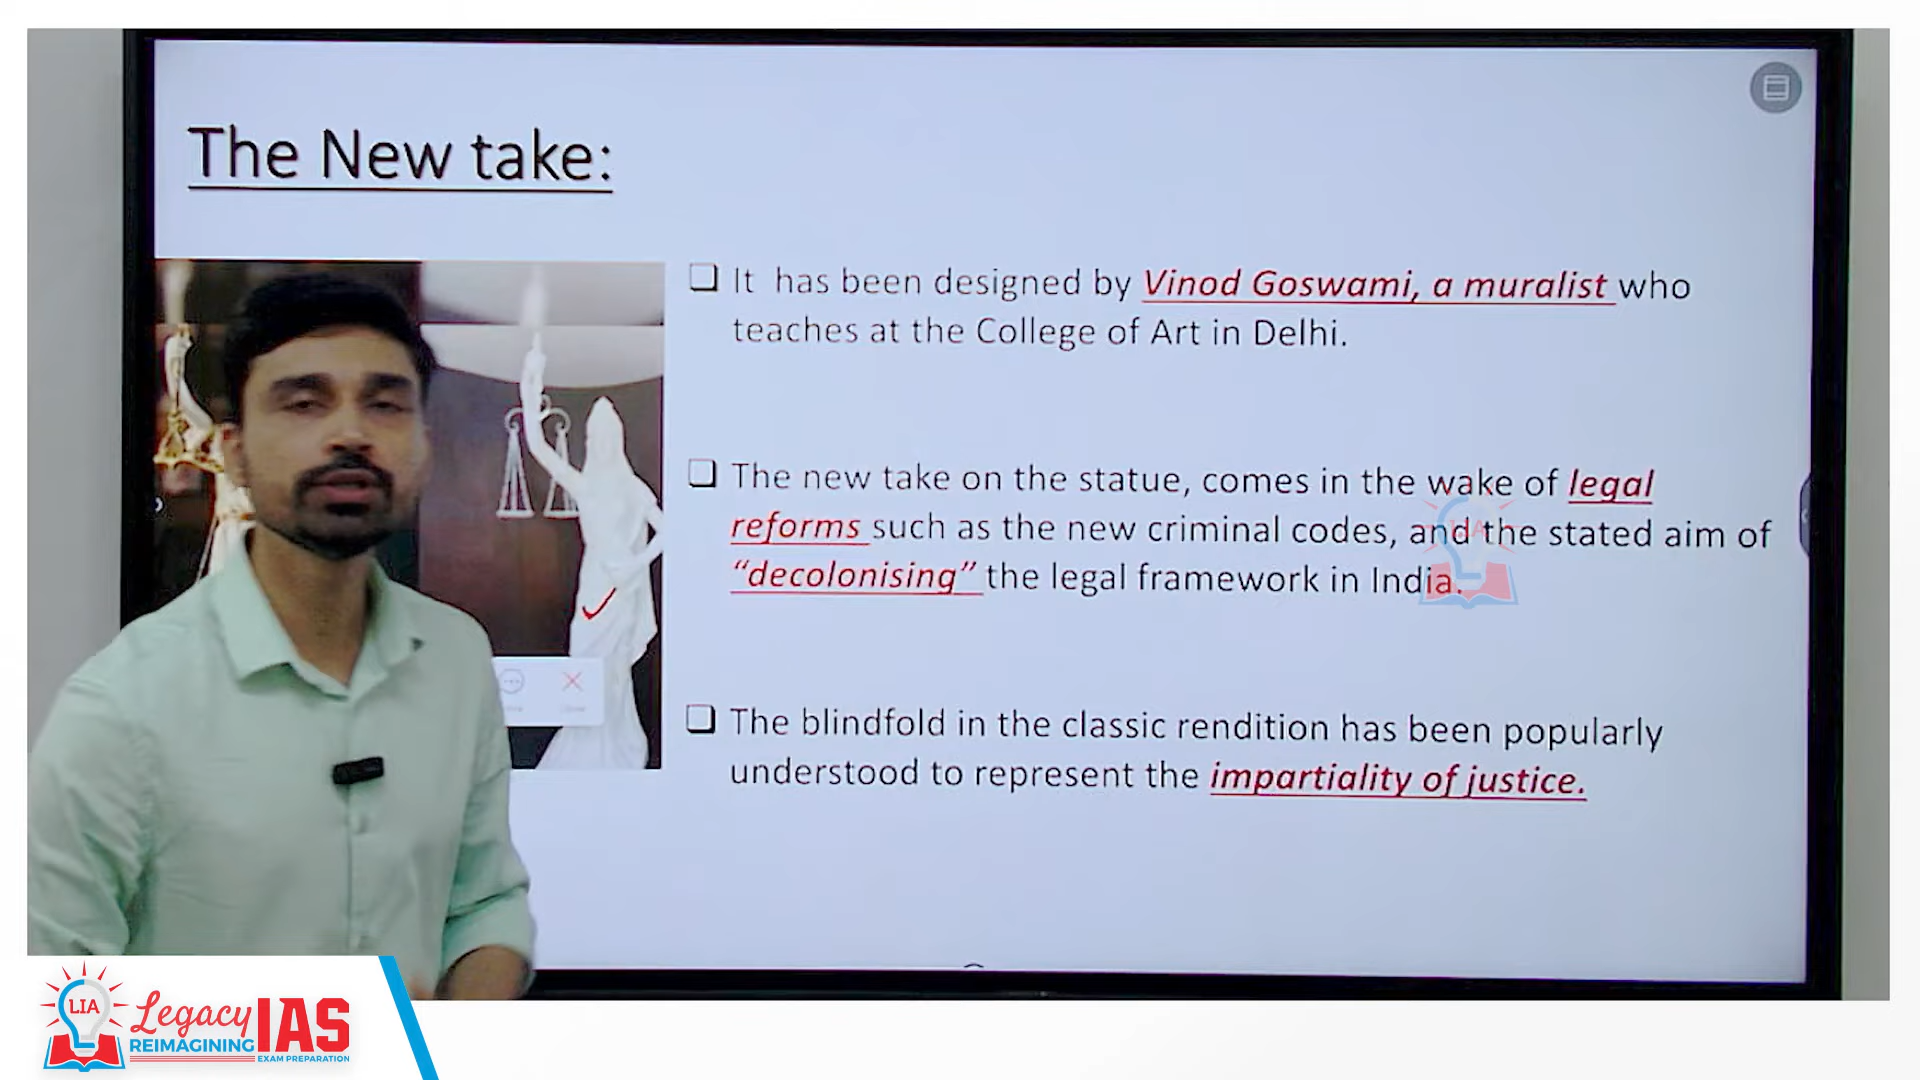 The New take:
❑ It has been designed by Vinod Goswami, a muralist who
teaches at the College of Art in Delhi.
❑ The new take on the statue, comes in the wake of legal
reforms such as the new criminal codes, and the stated aim of
“decolonising” the legal framework in India.
❑ The blindfold in the classic rendition has been popularly
understood to represent the impartiality of justice.
LIA
Legacy IAS
REIMAGINING
EXAM PREPARATION